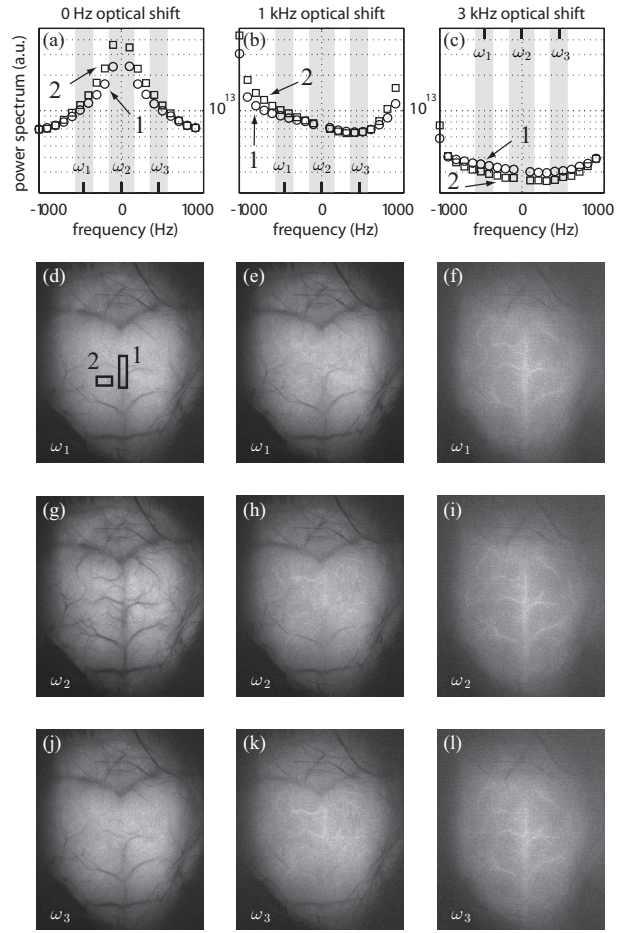 0 Hz optical shift
1 kHz optical shift
3 kHz optical shift
power spectrum (a.u.)
(a)
2
1
ω1
ω2
ω3
10^13
-1000
0
1000
frequency (Hz)
(b)
2
1
ω1
ω2
ω3
10^13
-1000
0
1000
frequency (Hz)
(c)
ω1
ω2
ω3
1
2
-1000
0
1000
frequency (Hz)
(d)
2
1
ω1
(e)
ω1
(f)
ω1
(g)
ω2
(h)
ω2
(i)
ω2
(j)
ω3
(k)
ω3
(l)
ω3